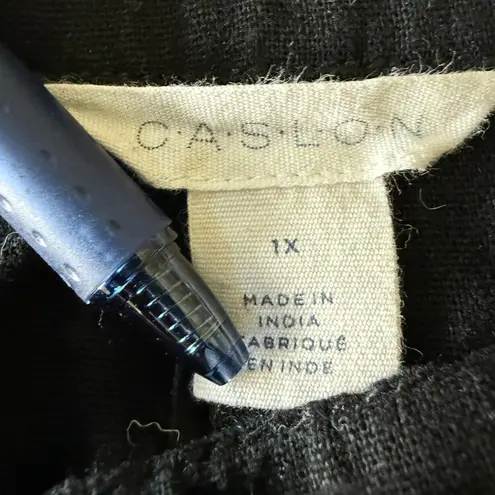 C·A·S·L·O·N
1X
MADE IN
INDIA
FABRIQUÉ
EN INDE